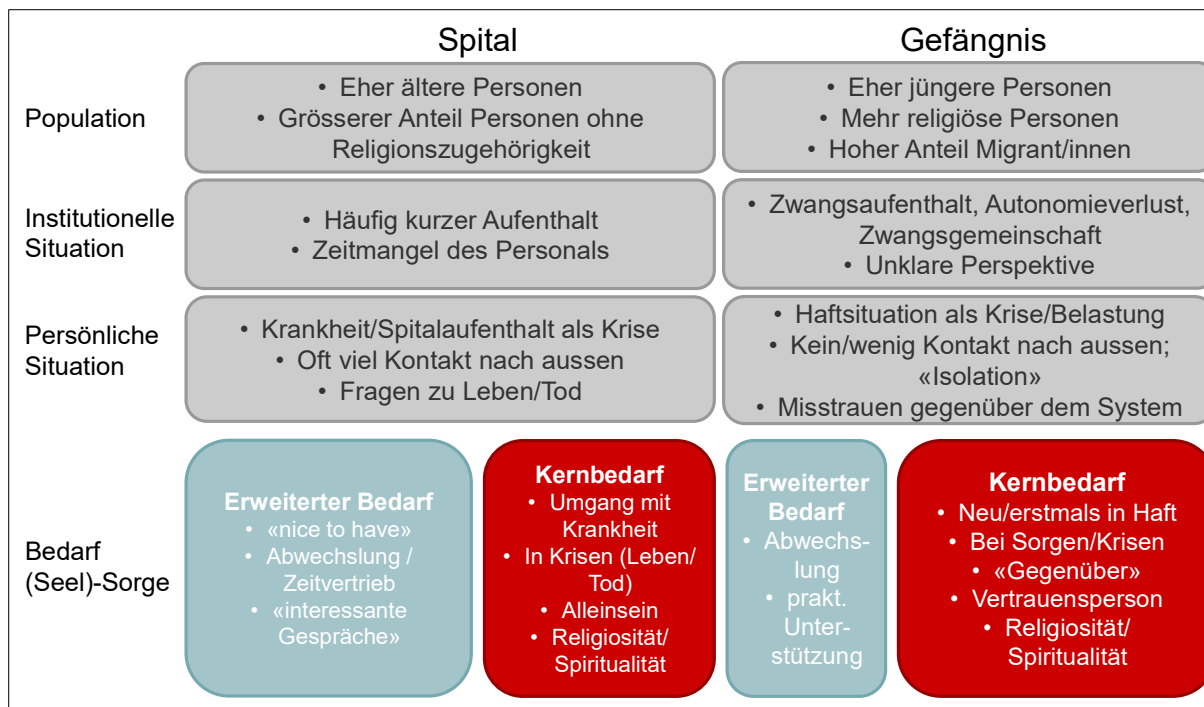 Spital
Gefängnis
Population
• Eher ältere Personen
• Grösserer Anteil Personen ohne
Religionszugehörigkeit
• Eher jüngere Personen
• Mehr religiöse Personen
• Hoher Anteil Migrant/innen
Institutionelle
Situation
• Häufig kurzer Aufenthalt
• Zeitmangel des Personals
• Zwangsaufenthalt, Autonomieverlust,
Zwangsgemeinschaft
• Unklare Perspektive
Persönliche
Situation
• Krankheit/Spitalaufenthalt als Krise
• Oft viel Kontakt nach aussen
• Fragen zu Leben/Tod
• Haftsituation als Krise/Belastung
• Kein/wenig Kontakt nach aussen;
«Isolation»
• Misstrauen gegenüber dem System
Bedarf
(Seel)-Sorge
Erweiterter Bedarf
• «nice to have»
• Abwechslung /
Zeitvertrieb
• «interessante
Gespräche»
Kernbedarf
• Umgang mit
Krankheit
• In Krisen (Leben/
Tod)
• Alleinsein
• Religiosität/
Spiritualität
Erweiterter
Bedarf
• Abwechs-
lung
• prakt.
Unter-
stützung
Kernbedarf
• Neu/erstmals in Haft
• Bei Sorgen/Krisen
• «Gegenüber»
• Vertrauensperson
• Religiosität/
Spiritualität